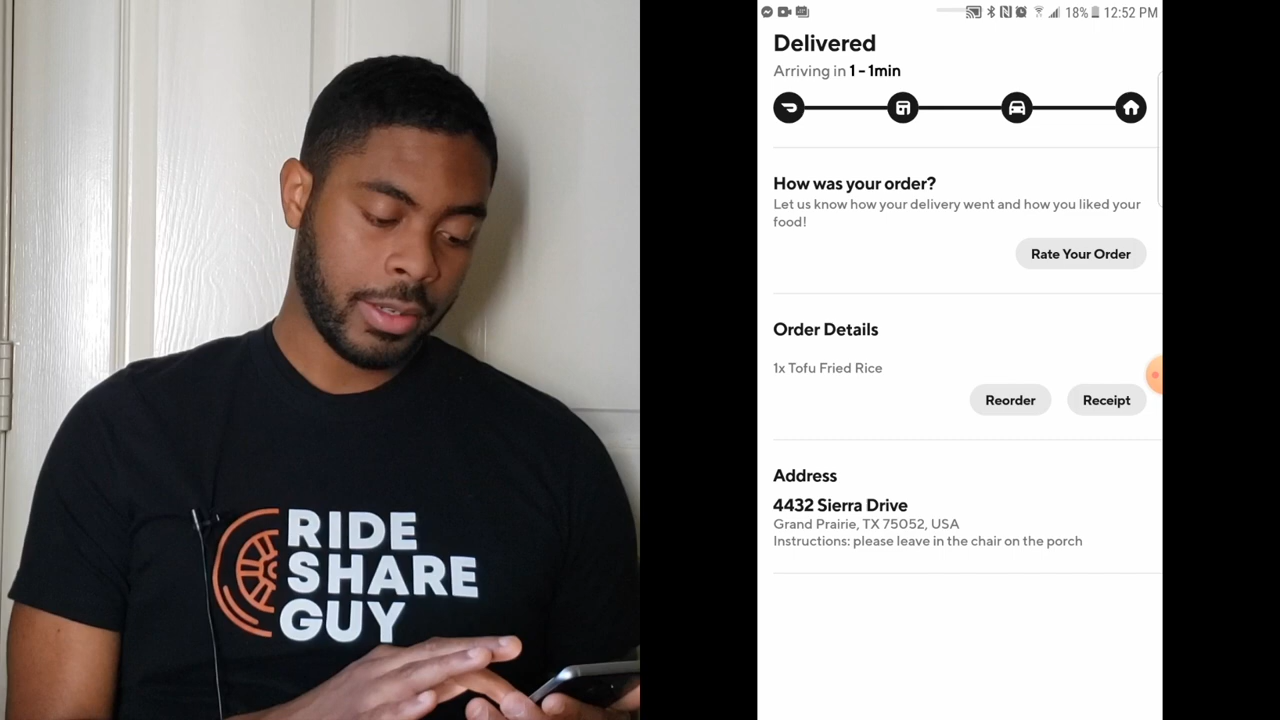 RIDE
SHARE
GUY
18% 12:52 PM
Delivered
Arriving in 1 - 1min
How was your order?
Let us know how your delivery went and how you liked your
food!
Rate Your Order
Order Details
1x Tofu Fried Rice
Reorder Receipt
Address
4432 Sierra Drive
Grand Prairie, TX 75052, USA
Instructions: please leave in the chair on the porch